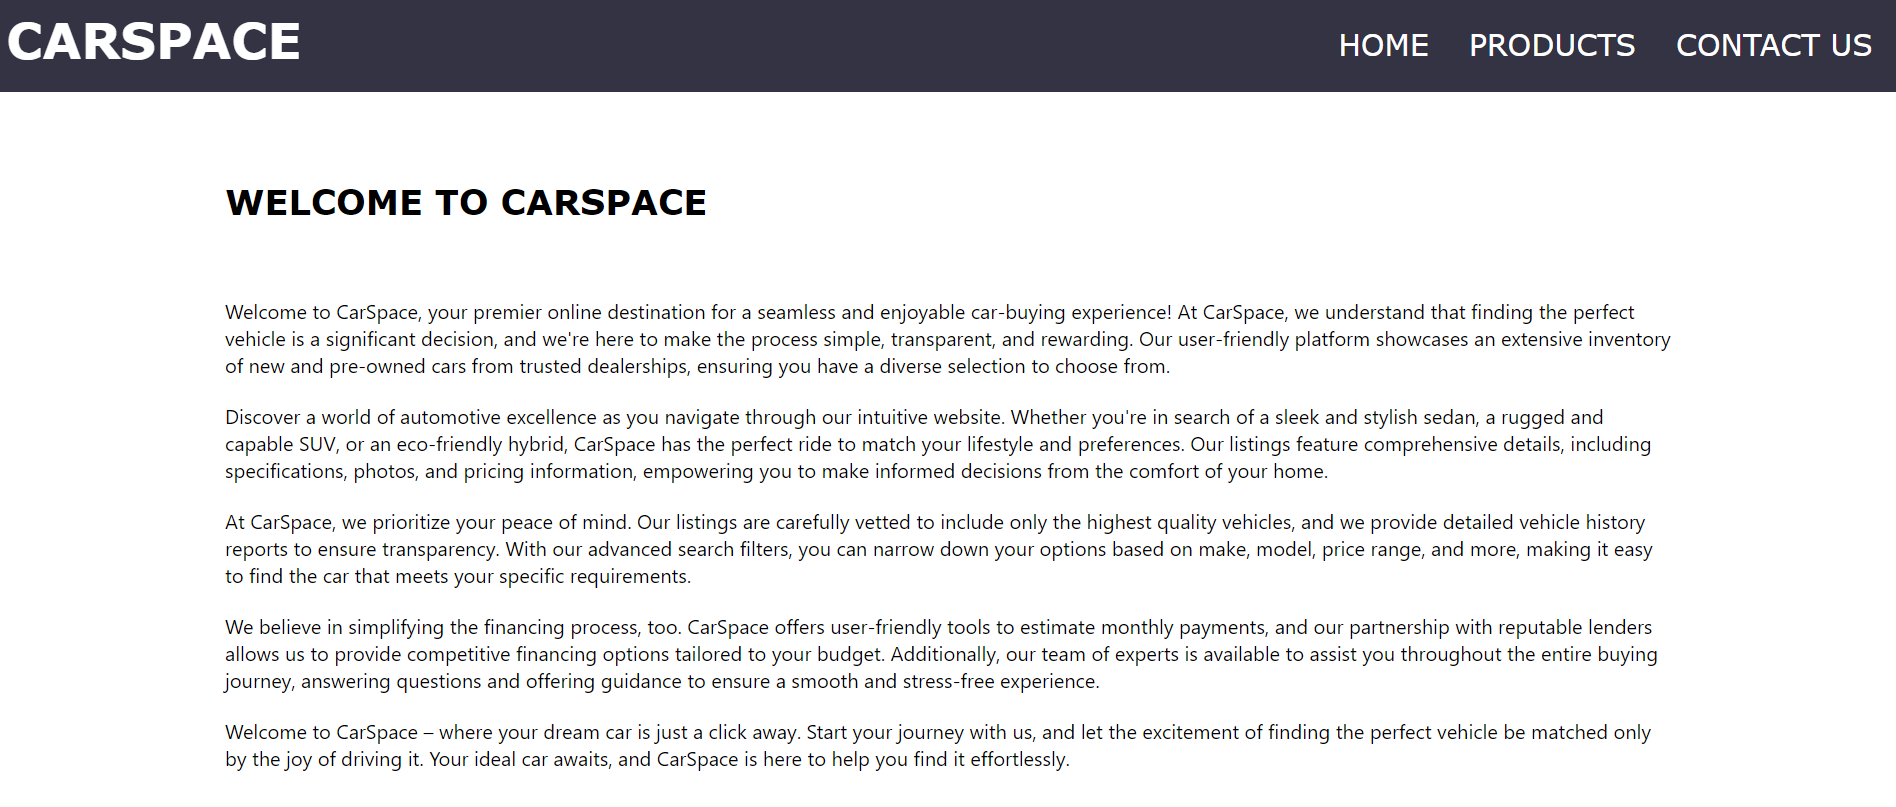 CARSPACE
HOME PRODUCTS CONTACT US
WELCOME TO CARSPACE
Welcome to CarSpace, your premier online destination for a seamless and enjoyable car-buying experience! At CarSpace, we understand that finding the perfect
vehicle is a significant decision, and we're here to make the process simple, transparent, and rewarding. Our user-friendly platform showcases an extensive inventory
of new and pre-owned cars from trusted dealerships, ensuring you have a diverse selection to choose from.
Discover a world of automotive excellence as you navigate through our intuitive website. Whether you're in search of a sleek and stylish sedan, a rugged and
capable SUV, or an eco-friendly hybrid, CarSpace has the perfect ride to match your lifestyle and preferences. Our listings feature comprehensive details, including
specifications, photos, and pricing information, empowering you to make informed decisions from the comfort of your home.
At CarSpace, we prioritize your peace of mind. Our listings are carefully vetted to include only the highest quality vehicles, and we provide detailed vehicle history
reports to ensure transparency. With our advanced search filters, you can narrow down your options based on make, model, price range, and more, making it easy
to find the car that meets your specific requirements.
We believe in simplifying the financing process, too. CarSpace offers user-friendly tools to estimate monthly payments, and our partnership with reputable lenders
allows us to provide competitive financing options tailored to your budget. Additionally, our team of experts is available to assist you throughout the entire buying
journey, answering questions and offering guidance to ensure a smooth and stress-free experience.
Welcome to CarSpace – where your dream car is just a click away. Start your journey with us, and let the excitement of finding the perfect vehicle be matched only
by the joy of driving it. Your ideal car awaits, and CarSpace is here to help you find it effortlessly.